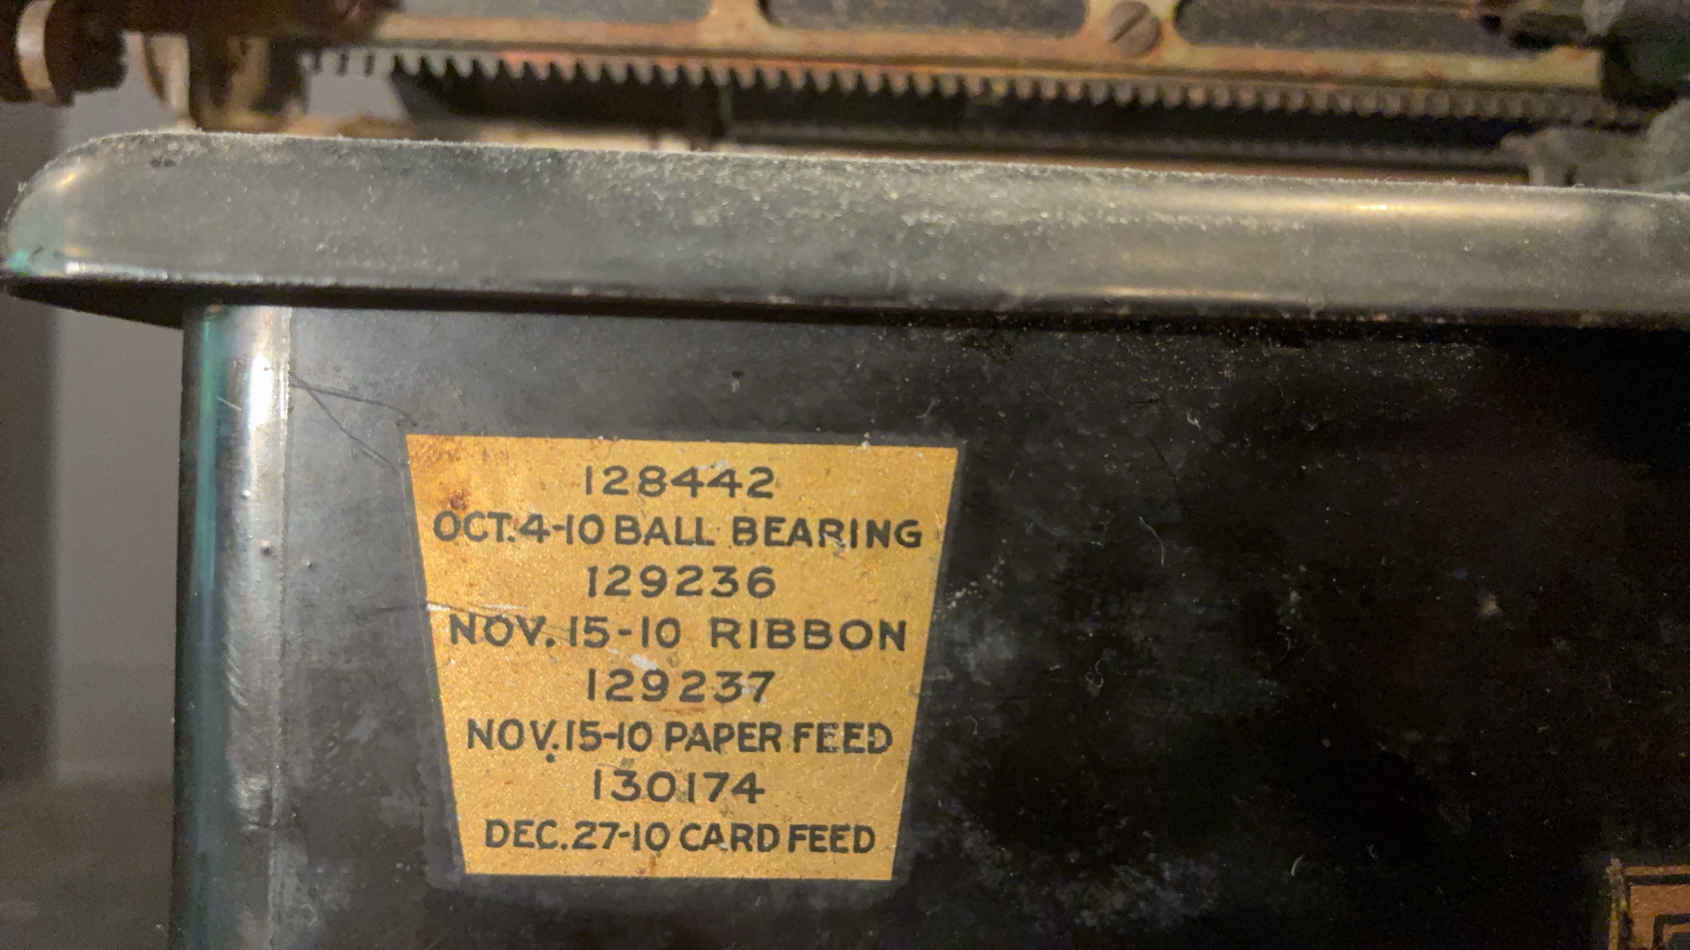 128442
OCT.4-10 BALL BEARING
129236
NOV.15-10 RIBBON
129237
NOV.15-10 PAPER FEED
130174
DEC.27-10 CARD FEED